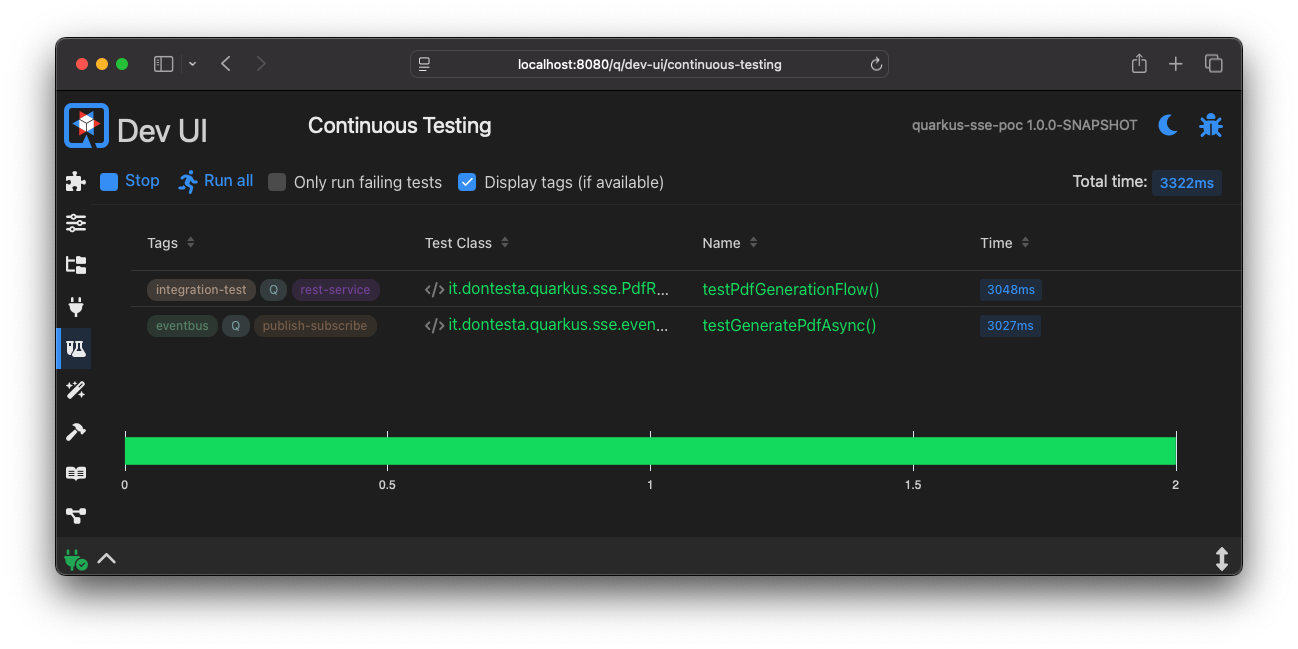 localhost:8080/q/dev-ui/continuous-testing
Dev UI
Continuous Testing
quarkus-sse-poc 1.0.0-SNAPSHOT
Stop
Run all
Only run failing tests
Display tags (if available)
Total time: 3322ms
Tags
Test Class
Name
Time
integration-test Q rest-service </> it.dontesta.quarkus.sse.PdfR... testPdfGenerationFlow() 3048ms
eventbus Q publish-subscribe </> it.dontesta.quarkus.sse.even... testGeneratePdfAsync() 3027ms
0 0.5 1 1.5 2